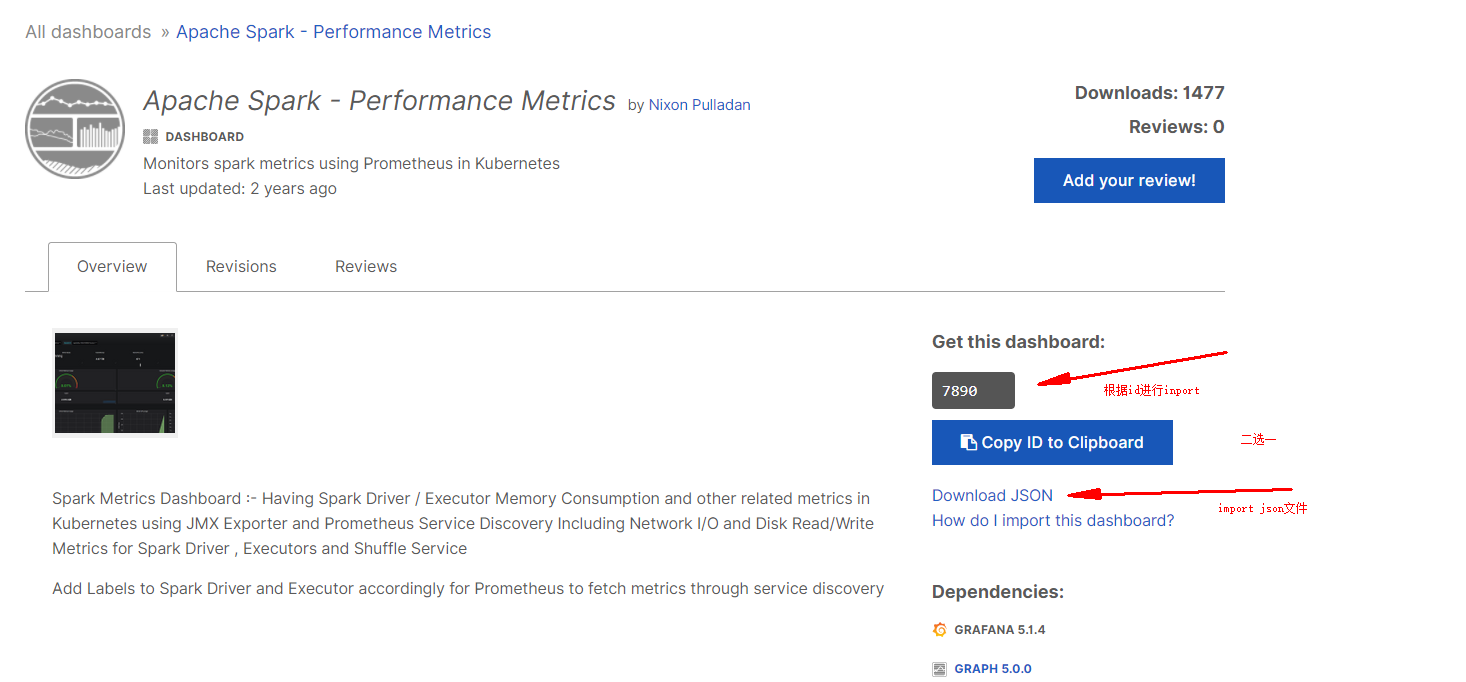 All dashboards » Apache Spark - Performance Metrics
Apache Spark - Performance Metrics by Nixon Pulladan
DASHBOARD
Monitors spark metrics using Prometheus in Kubernetes
Last updated: 2 years ago
Downloads: 1477
Reviews: 0
Add your review!
Overview
Revisions
Reviews
Get this dashboard:
7890
根据id进行inport
Copy ID to Clipboard
二选一
Download JSON
import json文件
How do I import this dashboard?
Spark Metrics Dashboard :- Having Spark Driver / Executor Memory Consumption and other related metrics in
Kubernetes using JMX Exporter and Prometheus Service Discovery Including Network I/O and Disk Read/Write
Metrics for Spark Driver , Executors and Shuffle Service
Add Labels to Spark Driver and Executor accordingly for Prometheus to fetch metrics through service discovery
Dependencies:
GRAFANA 5.1.4
GRAPH 5.0.0